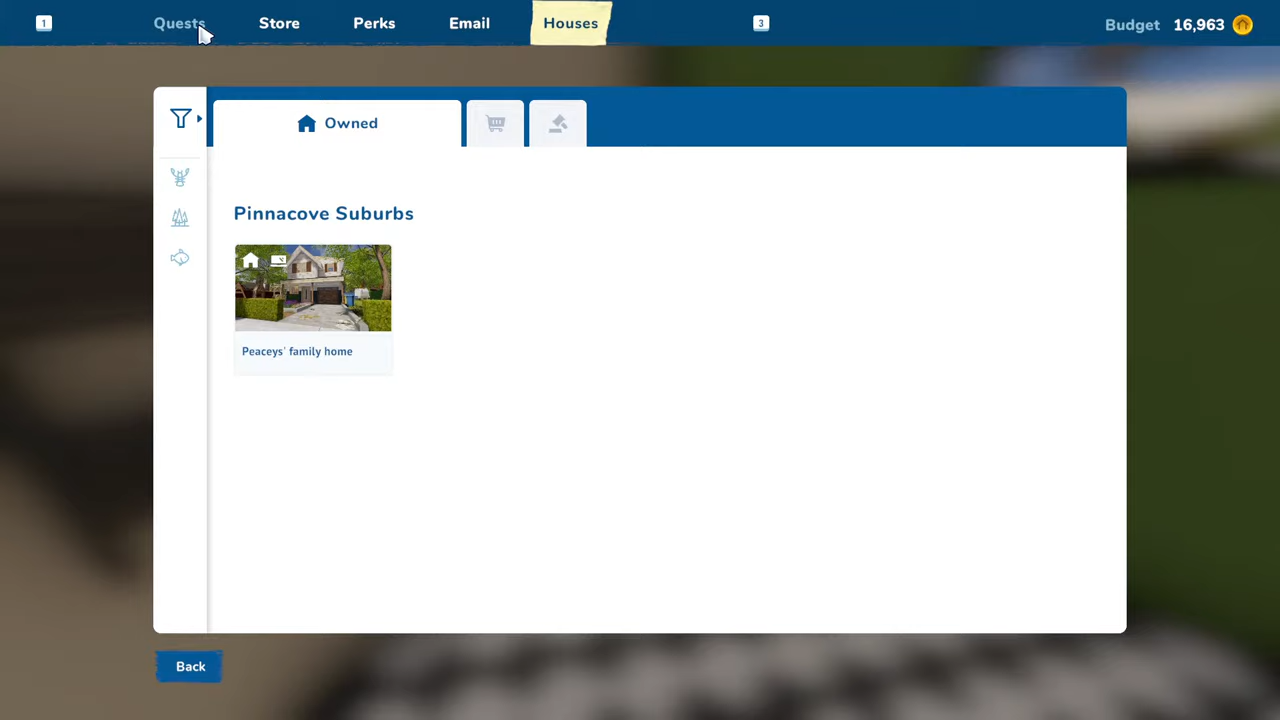 1 Quests Store Perks Email Houses 3 Budget 16,963
Owned
Pinnacove Suburbs
Peaceys' family home
Back